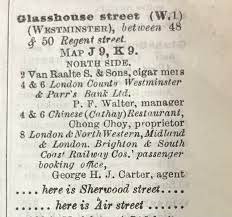 Glasshouse street (W.1)
(WESTMINSTER), between 48
& 50 Regent street.
MAP J 9, K 9.
NORTH SIDE.
2 Van Raalte S. & Sons, cigar mers
4 & 6 London County Westminster
& Parr's Bank Ltd
P. F. Walter, manager
4 & 6 Chinese (Cathay) Restaurant,
Chong Choy, proprietor
8 London & North Western, Midland
& London, Brighton & South
Coast Railway Cos.' passenger
booking office,
George H. J. Carter, agent
.... here is Sherwood street ....
...... here is Air street ......